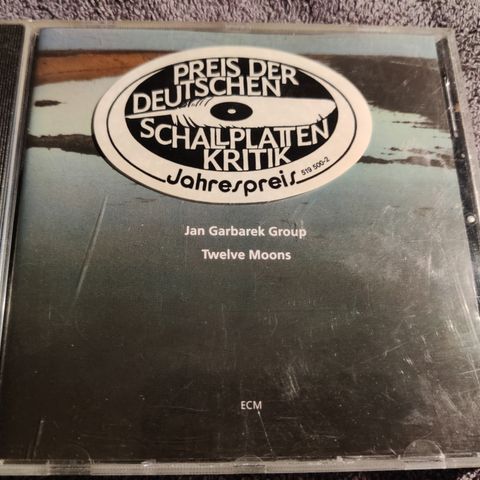 PREIS DER
DEUTSCHEN
SCHALLPLATTEN
KRITIK
Jahrespreis
519 500-2
Jan Garbarek Group
Twelve Moons
ECM